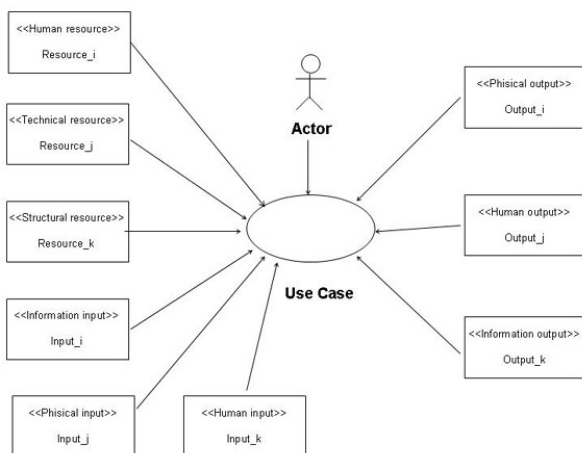 <<Human resource>>
Resource_i
<<Technical resource>>
Resource_j
<<Structural resource>>
Resource_k
<<Information input>>
Input_i
<<Phisical input>>
Input_j
<<Human input>>
Input_k
Actor
Use Case
<<Phisical output>>
Output_i
<<Human output>>
Output_j
<<Information output>>
Output_k